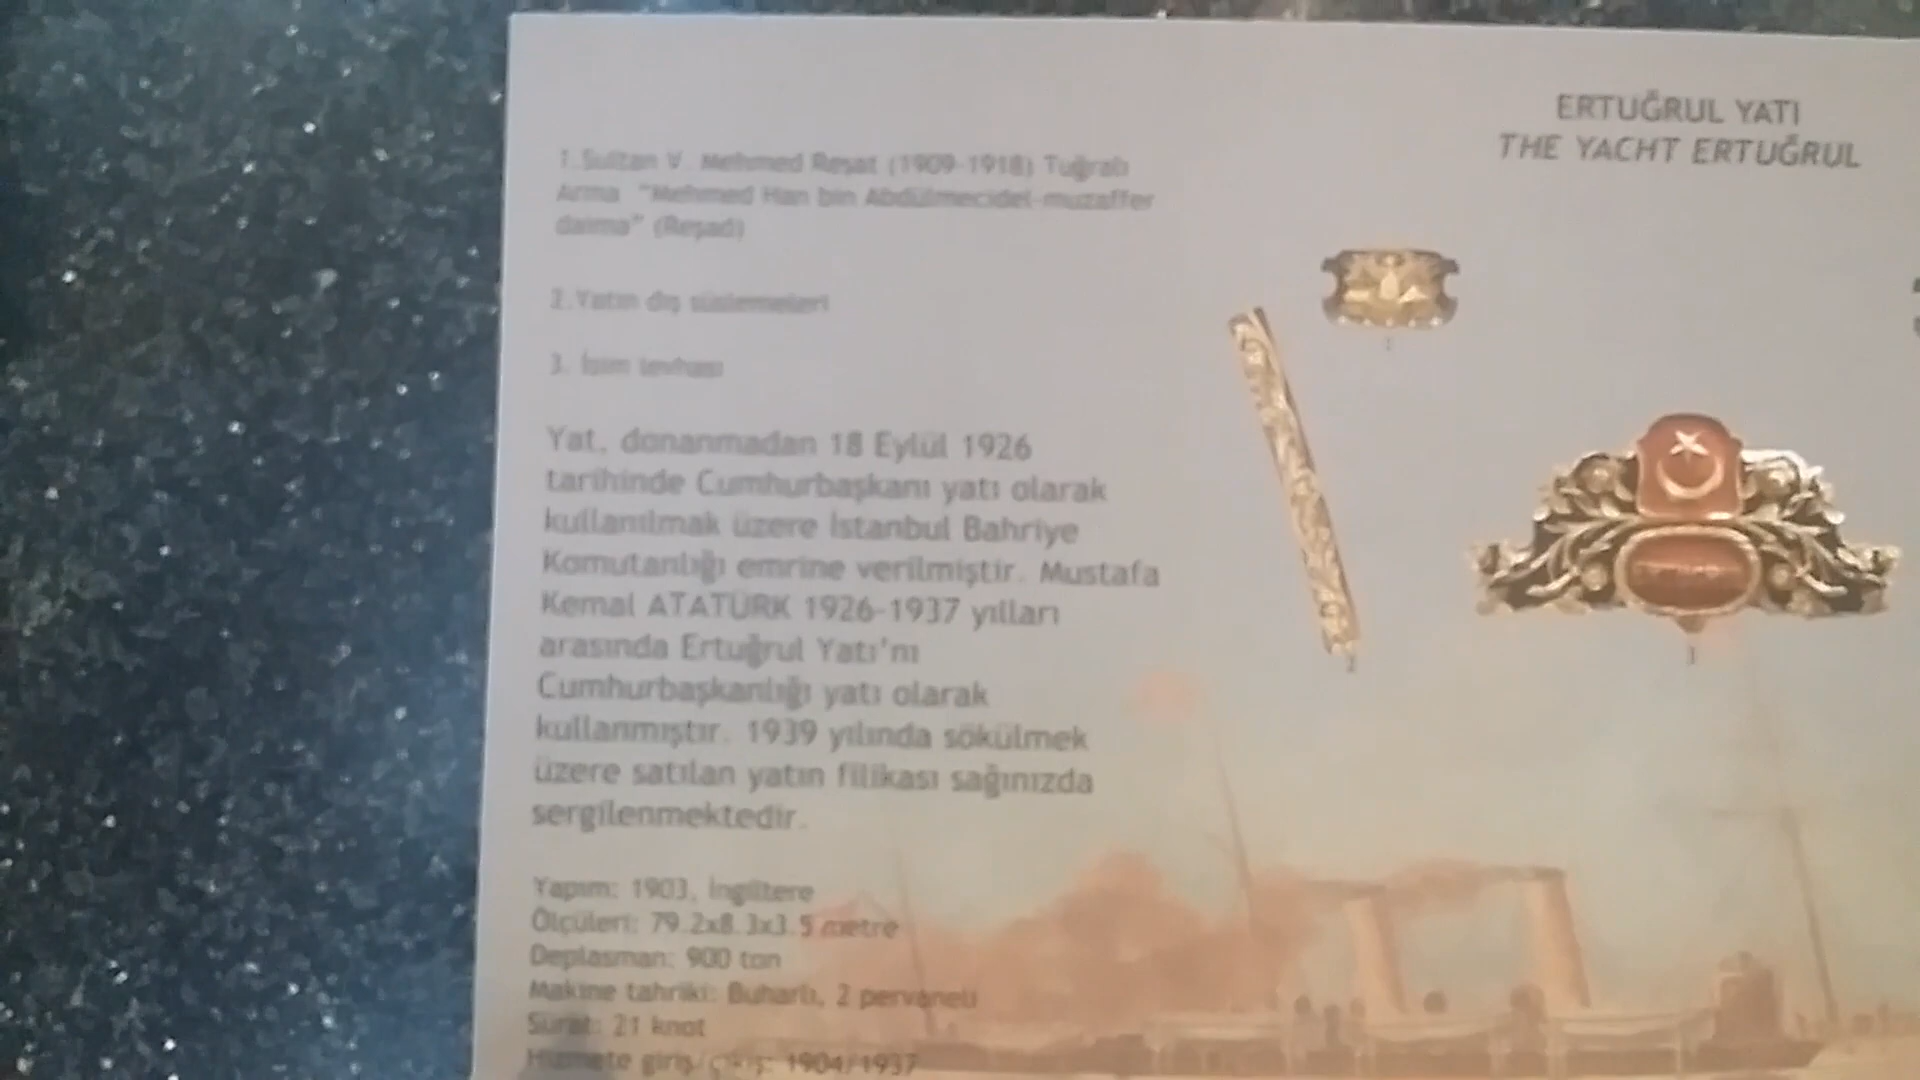 ERTUĞRUL YATI
THE YACHT ERTUĞRUL
1.Sultan V. Mehmed Reşat (1909-1918) Tuğralı
Arma "Mehmed Han bin Abdülmecidel-muzaffer
daima" (Reşad)
2.Yatın dış süslemeleri
3. İsim levhası
Yat, donanmadan 18 Eylül 1926
tarihinde Cumhurbaşkanı yatı olarak
kullanılmak üzere İstanbul Bahriye
Komutanlığı emrine verilmiştir. Mustafa
Kemal ATATÜRK 1926-1937 yılları
arasında Ertuğrul Yatı'nı
Cumhurbaşkanlığı yatı olarak
kullanmıştır. 1939 yılında sökülmek
üzere satılan yatın filikası sağınızda
sergilenmektedir.
Yapım: 1903, İngiltere
Ölçüleri: 79.2x8.3x3.5 metre
Deplasman: 900 ton
Makine tahriki: Buharlı, 2 pervaneli
Sürat: 21 knot
Hizmete giriş/çıkış: 1904/1937